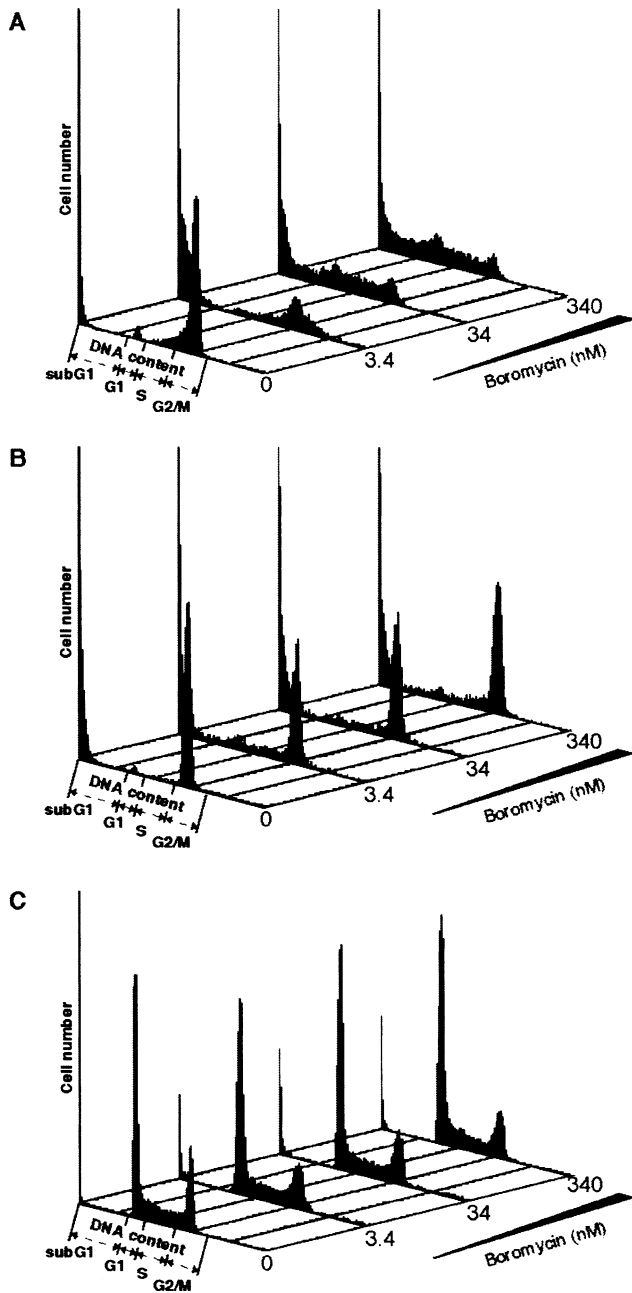 A
Cell number
DNA content
subG1
G1
S
G2/M
0
3.4
34
340
Boromycin (nM)
B
Cell number
DNA content
subG1
G1
S
G2/M
0
3.4
34
340
Boromycin (nM)
C
Cell number
DNA content
subG1
G1
S
G2/M
0
3.4
34
340
Boromycin (nM)